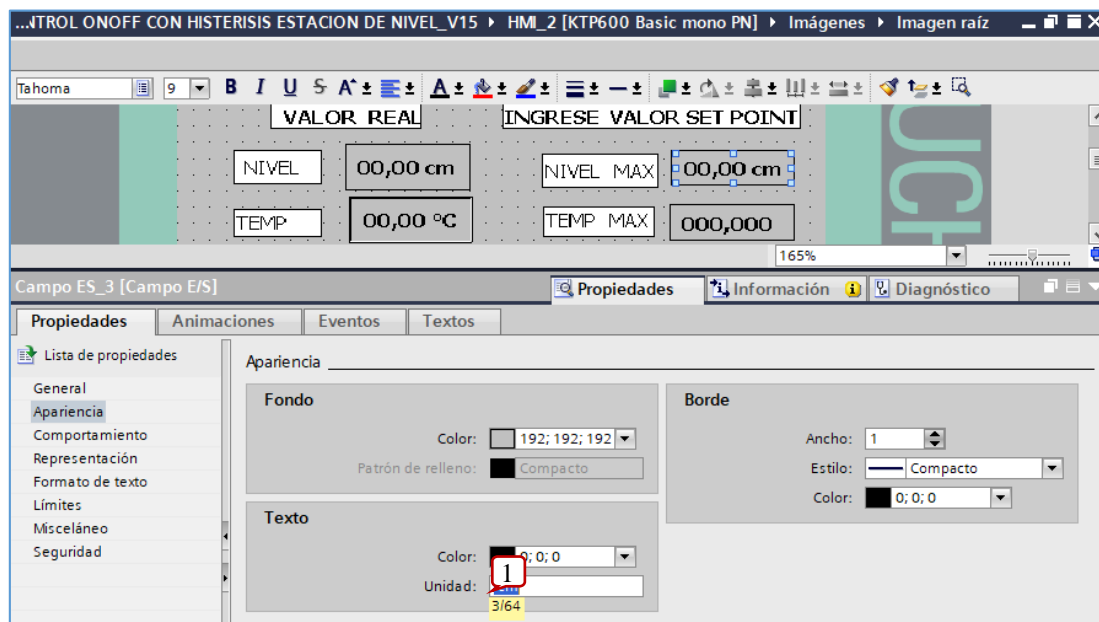 ...NTROL ONOFF CON HISTERISIS ESTACION DE NIVEL_V15 ▸ HMI_2 [KTP600 Basic mono PN] ▸ Imágenes ▸ Imagen raíz
Tahoma 9 B I U S A A
VALOR REAL INGRESE VALOR SET POINT
NIVEL 00,00 cm NIVEL MAX 00,00 cm
TEMP 00,00 ºC TEMP MAX 000,000
UCH
165%
Campo ES_3 [Campo E/S] Propiedades Información Diagnóstico
Propiedades Animaciones Eventos Textos
Lista de propiedades
Apariencia
General
Apariencia
Comportamiento
Representación
Formato de texto
Límites
Misceláneo
Seguridad
Fondo
Color: 192; 192; 192
Patrón de relleno: Compacto
Texto
Color: 0; 0; 0
Unidad:
1
3/64
Borde
Ancho: 1
Estilo: Compacto
Color: 0; 0; 0